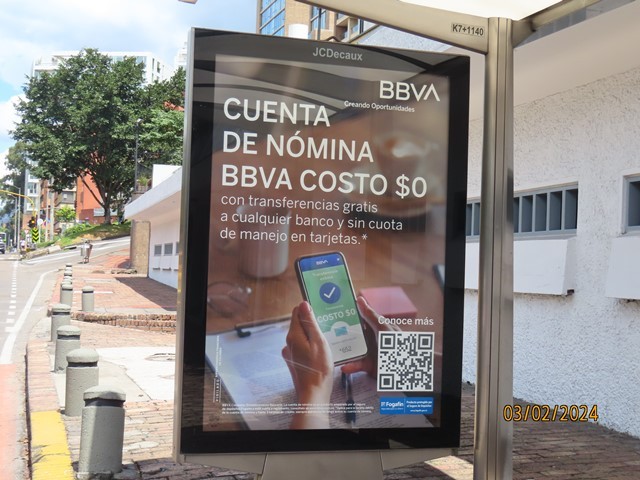 K7+1140
JCDecaux
BBVA
Creando Oportunidades
CUENTA
DE NÓMINA
BBVA COSTO $0
con transferencias gratis
a cualquier banco y sin cuota
de manejo en tarjetas.*
BBVA
COSTO $0
Conoce más
Fogafín
03/02/2024